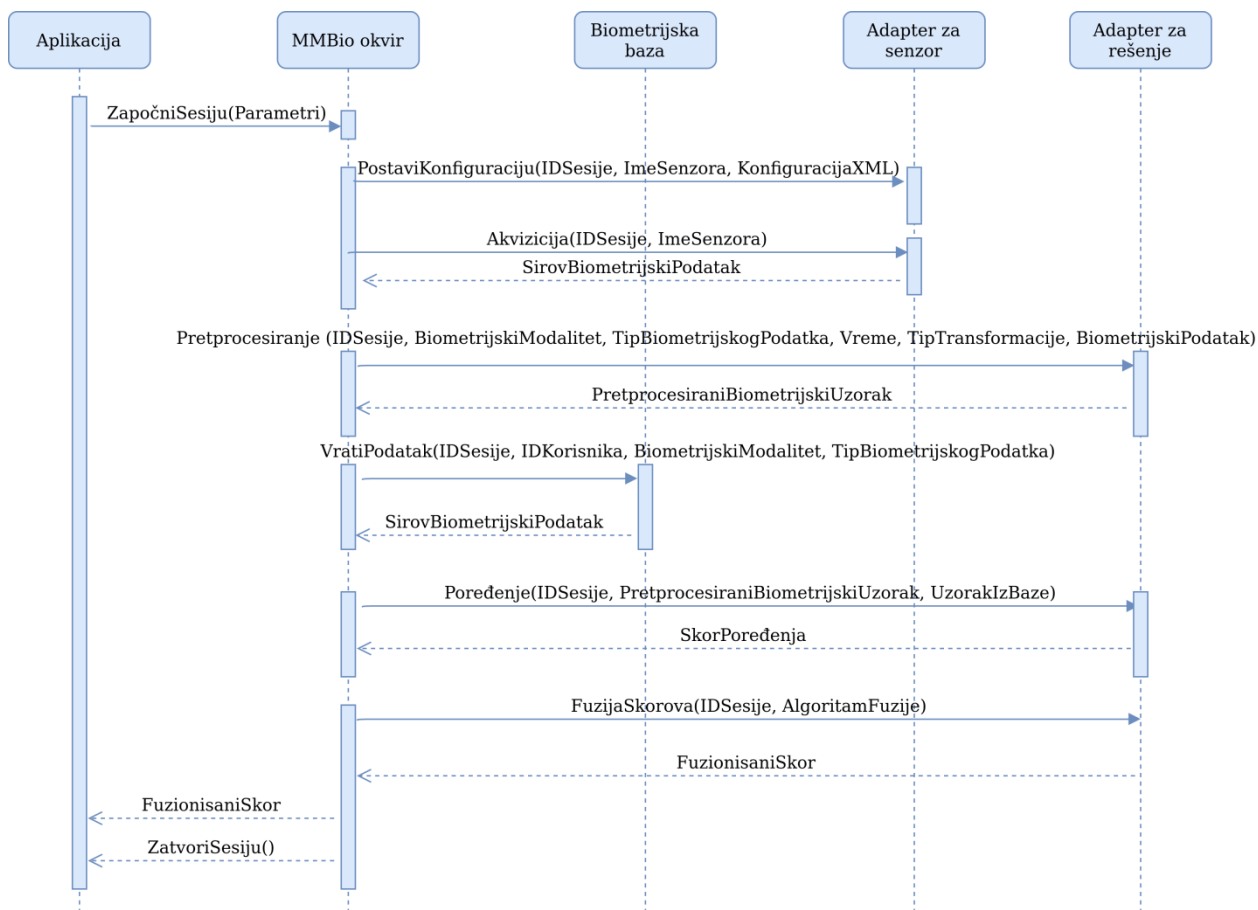 Aplikacija
MMBio okvir
Biometrijska
baza
Adapter za
senzor
Adapter za
rešenje
ZapočniSesiju(Parametri)
PostaviKonfiguraciju(IDSesije, ImeSenzora, KonfiguracijaXML)
Akvizicija(IDSesije, ImeSenzora)
SirovBiometrijskiPodatak
Pretprocesiranje (IDSesije, BiometrijskiModalitet, TipBiometrijskogPodatka, Vreme, TipTransformacije, BiometrijskiPodatak)
PretprocesiraniBiometrijskiUzorak
VratiPodatak(IDSesije, IDKorisnika, BiometrijskiModalitet, TipBiometrijskogPodatka)
SirovBiometrijskiPodatak
Poređenje(IDSesije, PretprocesiraniBiometrijskiUzorak, UzorakIzBaze)
SkorPoređenja
FuzijaSkorova(IDSesije, AlgoritamFuzije)
FuzionisaniSkor
FuzionisaniSkor
ZatvoriSesiju()